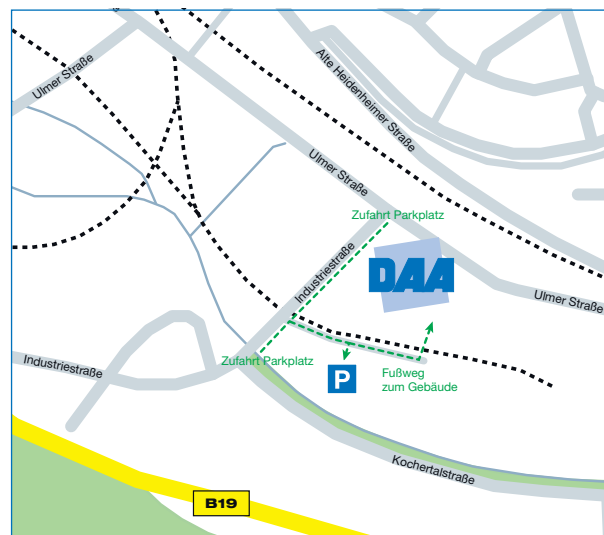 Ulmer Straße
Alte Heidenheimer Straße
Ulmer Straße
Zufahrt Parkplatz
Industriestraße
DAA
Ulmer Straße
Zufahrt Parkplatz
Industriestraße
P
Fußweg
zum Gebäude
Kochertalstraße
B19